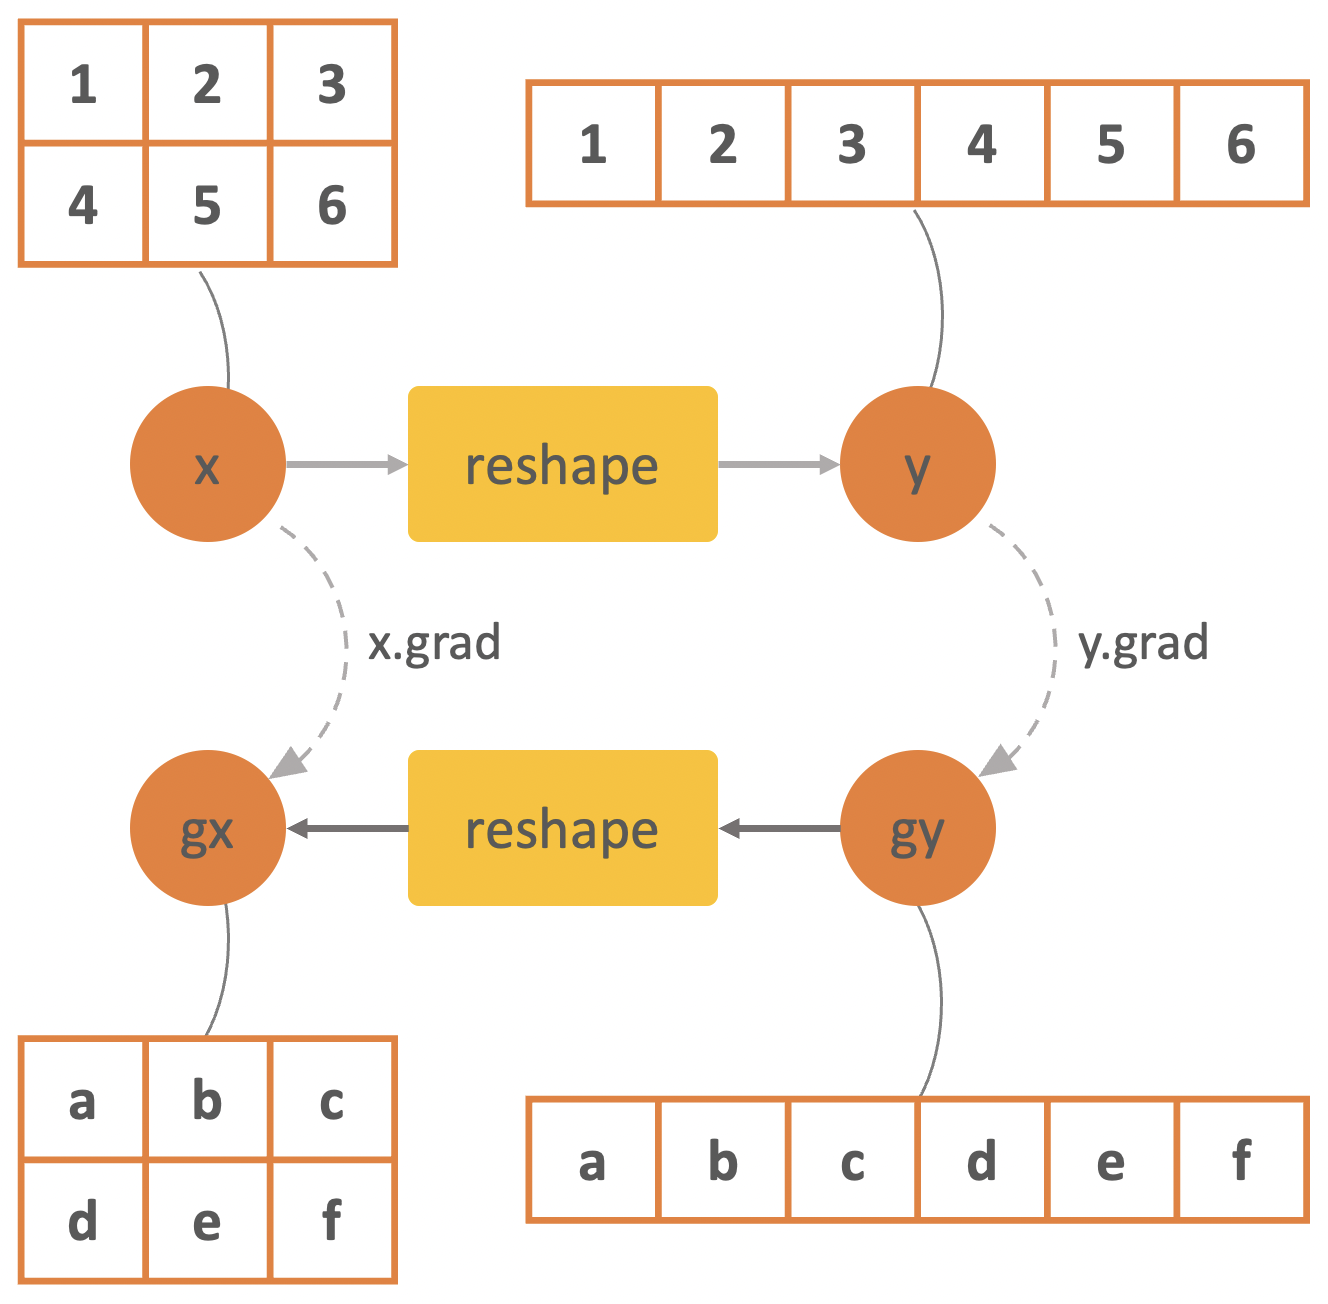 1 2 3
4 5 6
1 2 3 4 5 6
x reshape y
x.grad y.grad
gx reshape gy
a b c
d e f
a b c d e f